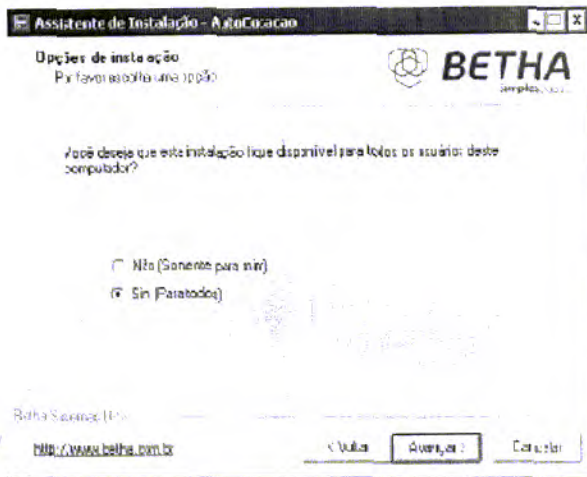 Assistente de Instalação - AutoCotacao
Opções de instalação
Por favor escolha uma opção
BETHA
Você deseja que esta instalação fique disponível para todos os usuários deste
computador?
Não (Somente para mim)
Sim (Para todos)
Betha Sistemas
http://www.betha.com.br
< Voltar
Avançar >
Cancelar